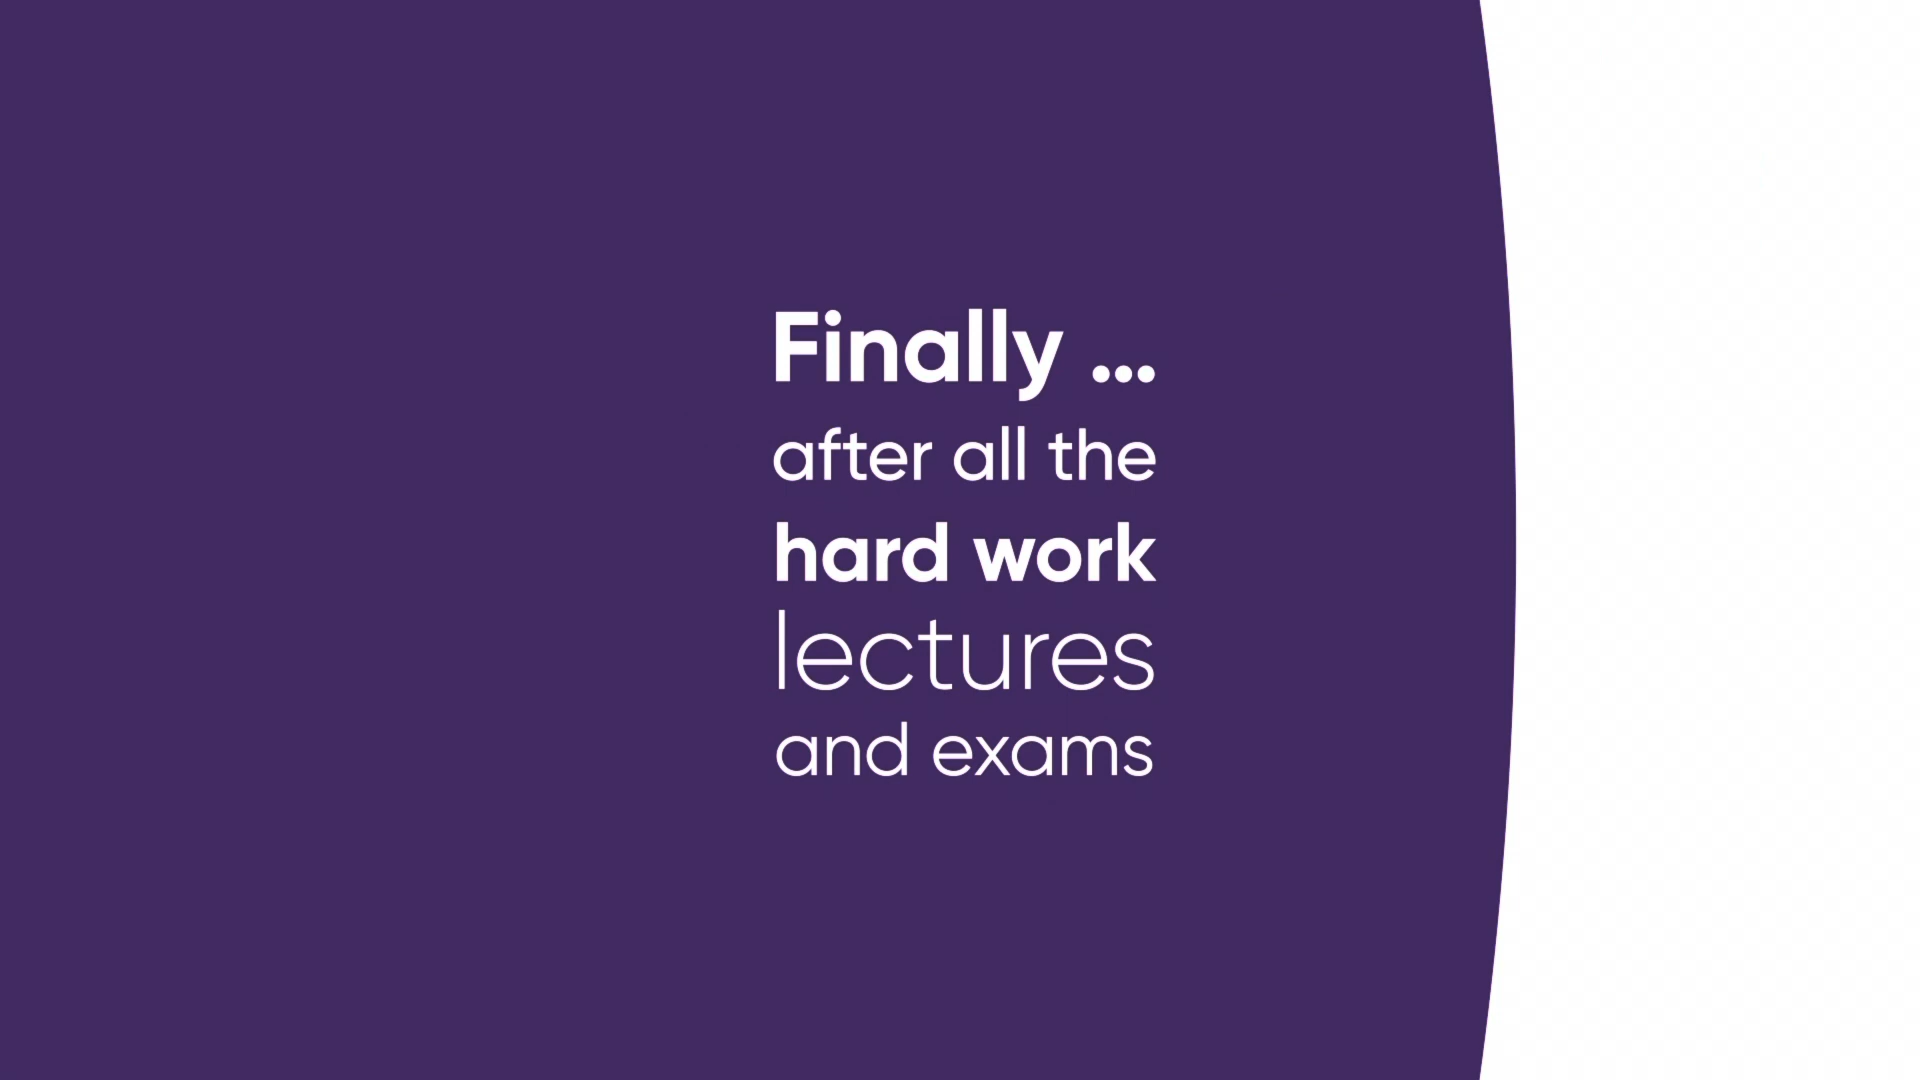 Finally ...
after all the
hard work
lectures
and exams